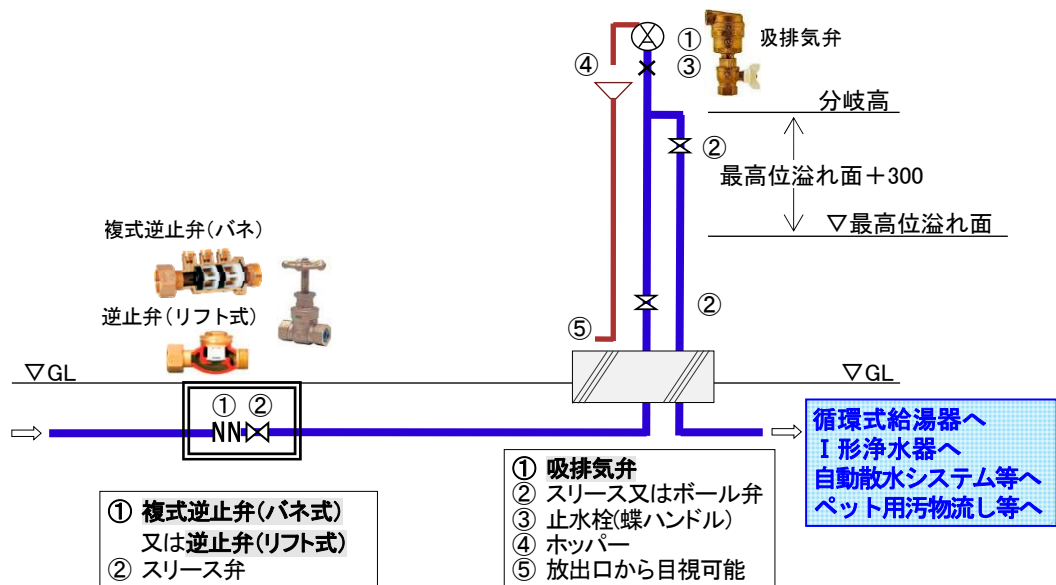 ① 吸排気弁
④ ③
分岐高
②
最高位溢れ面+300
▽最高位溢れ面
複式逆止弁(バネ)
逆止弁(リフト式)
②
⑤
▽GL
▽GL
① ②
循環式給湯器へ
Ⅰ形浄水器へ
自動散水システム等へ
ペット用汚物流し等へ
① 複式逆止弁(バネ式)
又は逆止弁(リフト式)
② スリース弁
① 吸排気弁
② スリース又はボール弁
③ 止水栓(蝶ハンドル)
④ ホッパー
⑤ 放出口から目視可能